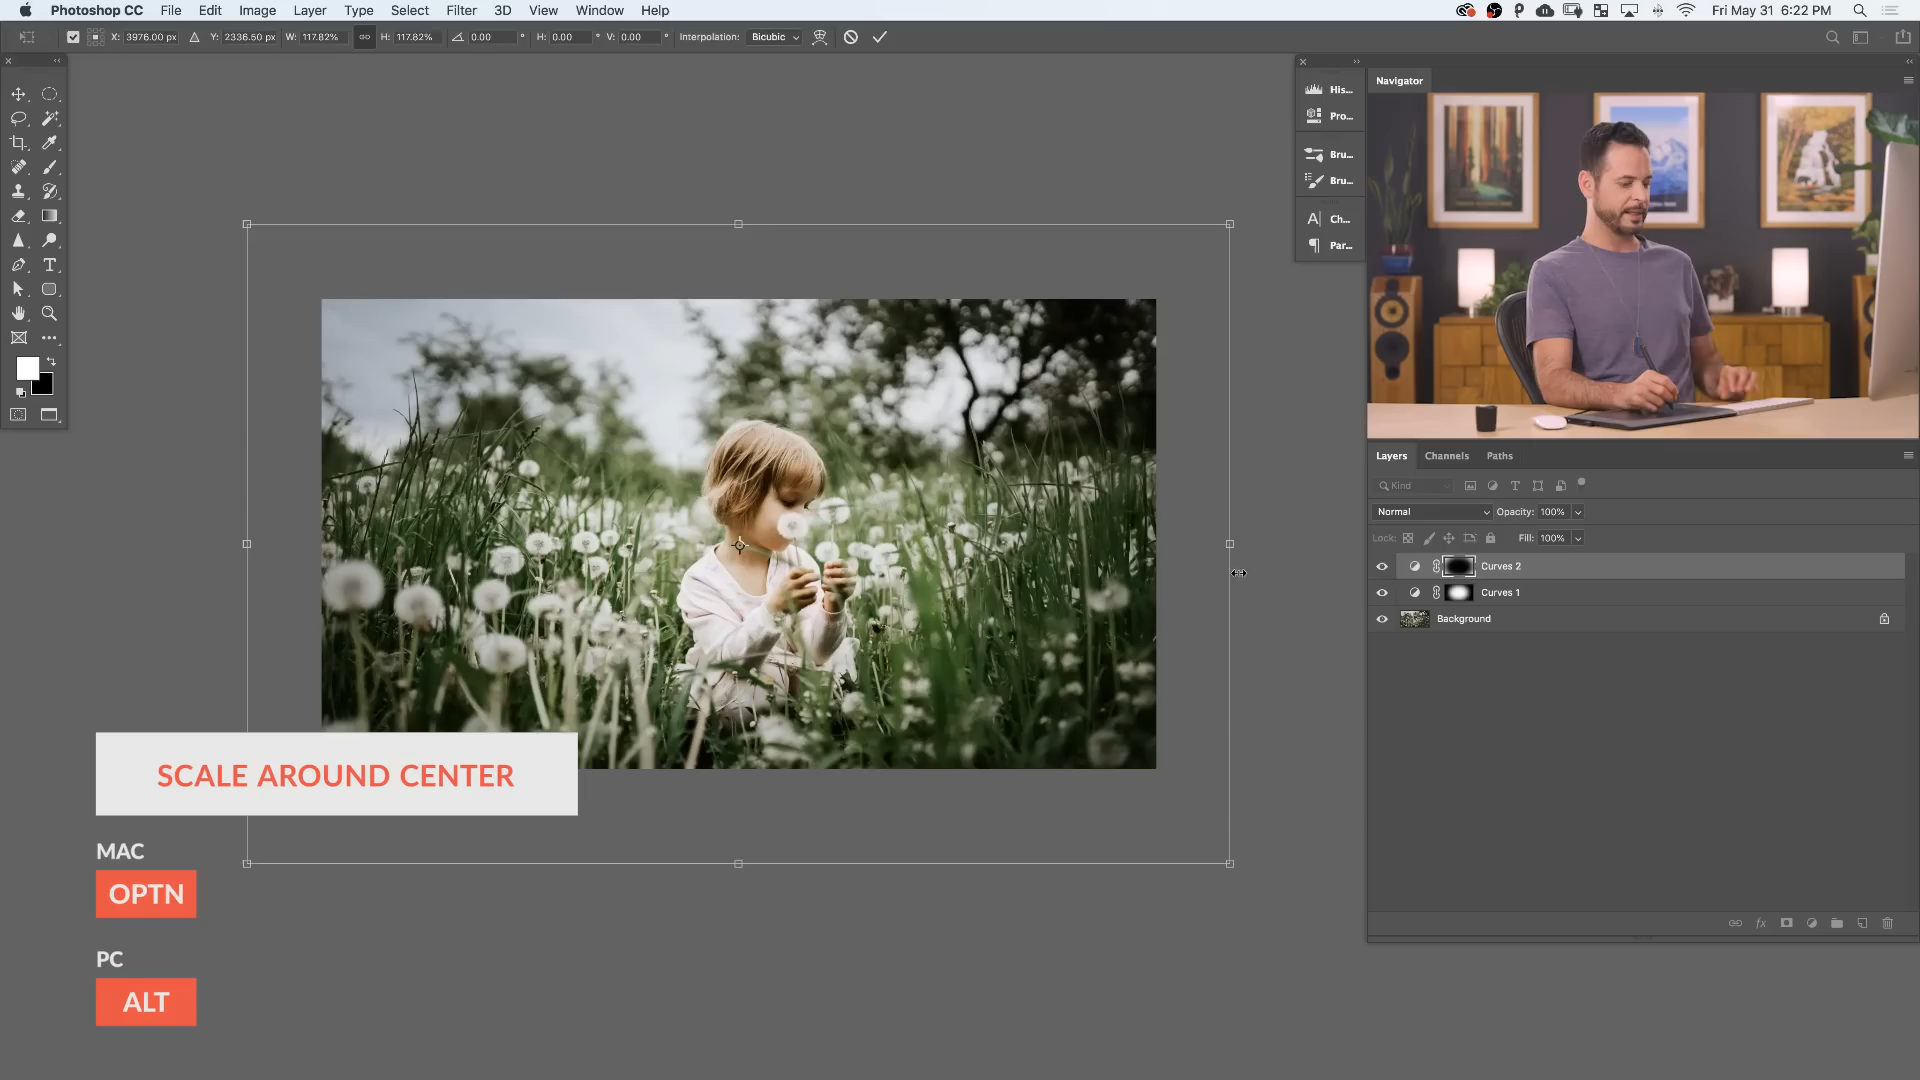 Photoshop CC File Edit Image Layer Type Select Filter 3D View Window Help Fri May 31 6:22 PM
X: 3976.00 px Y: 2336.50 px W: 117.82% H: 117.82% 0.00 ° H: 0.00 ° V: 0.00 ° Interpolation: Bicubic
Navigator
His...
Pro...
Bru...
Bru...
Ch...
Par...
Layers Channels Paths
Kind
Normal Opacity: 100%
Lock: Fill: 100%
Curves 2
Curves 1
Background
fx
SCALE AROUND CENTER
MAC
OPTN
PC
ALT